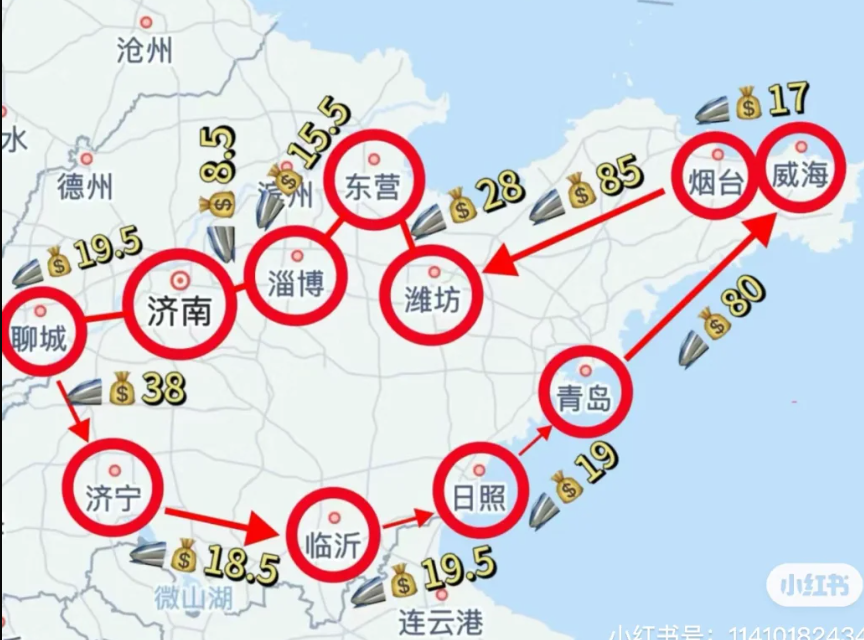 沧州
17
水
8.5
15.5
德州
滨州
东营
28
85
烟台
威海
19.5
济南
淄博
潍坊
聊城
80
38
青岛
济宁
日照
19
临沂
18.5
19.5
微山湖
连云港
小红书
小红书号：1141018242